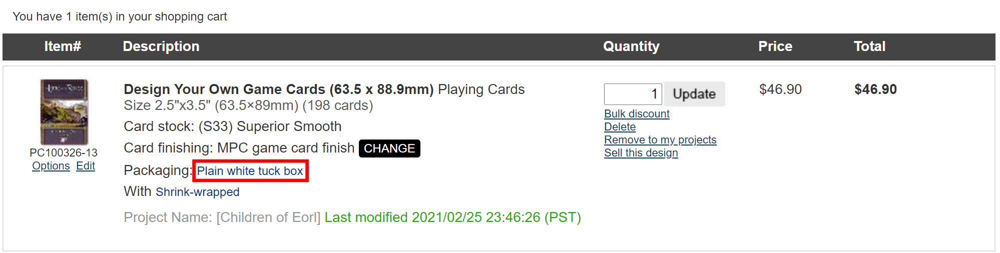 You have 1 item(s) in your shopping cart
Item# Description Quantity Price Total
Design Your Own Game Cards (63.5 x 88.9mm) Playing Cards
Size 2.5"x3.5" (63.5×89mm) (198 cards)
Card stock: (S33) Superior Smooth
Card finishing: MPC game card finish CHANGE
Packaging: Plain white tuck box
With Shrink-wrapped
Project Name: [Children of Eorl] Last modified 2021/02/25 23:46:26 (PST)
PC100326-13
Options Edit
1 Update
Bulk discount
Delete
Remove to my projects
Sell this design
$46.90
$46.90